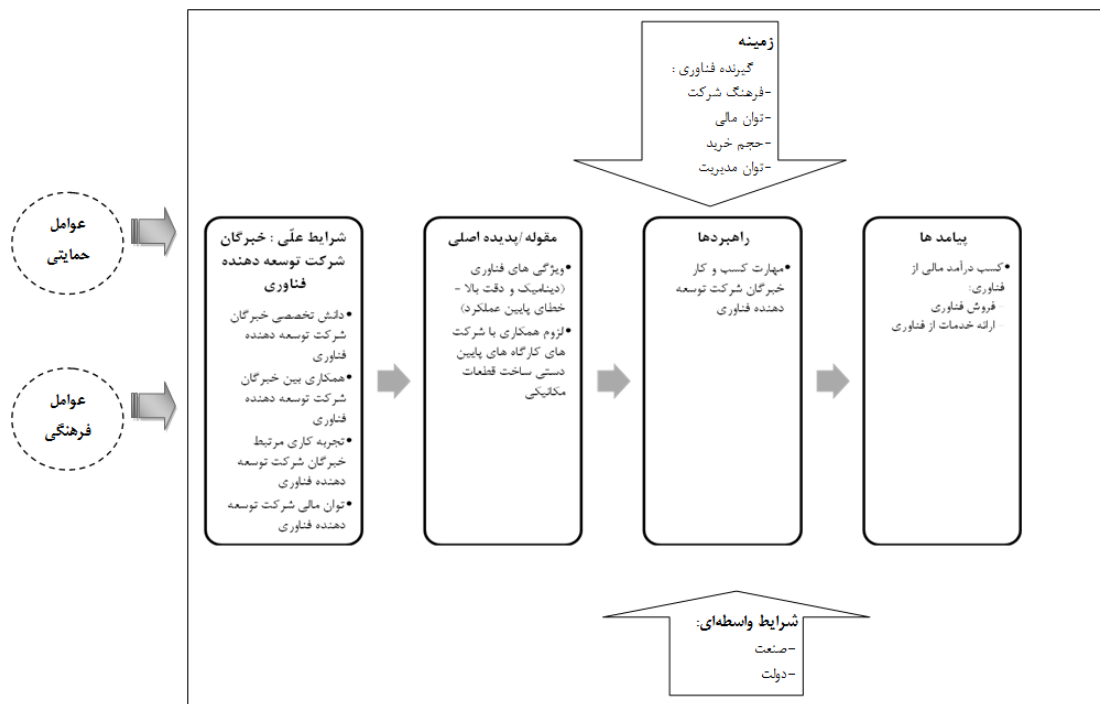 زمینه
گیرنده فناوری :
-فرهنگ شرکت
-توان مالی
-حجم خرید
-توان مدیریت
عوامل
حمایتی
عوامل
فرهنگی
شرایط علّی : خبرگان
شرکت توسعه دهنده
فناوری
•دانش تخصصی خبرگان
شرکت توسعه دهنده
فناوری
•همکاری بین خبرگان
شرکت توسعه دهنده
فناوری
•تجربه کاری مرتبط
خبرگان شرکت توسعه
دهنده فناوری
•توان مالی شرکت توسعه
دهنده فناوری
مقوله /پدیده اصلی
•ویژگی های فناوری
(دینامیک و دقت بالا -
خطای پایین عملکرد)
•لزوم همکاری با شرکت
های کارگاه های پایین
دستی ساخت قطعات
مکانیکی
راهبردها
•مهارت کسب و کار
خبرگان شرکت توسعه
دهنده فناوری
پیامد ها
•کسب درآمد مالی از
فناوری:
– فروش فناوری
– ارائه خدمات از فناوری
شرایط واسطه‌ای:
-صنعت
-دولت